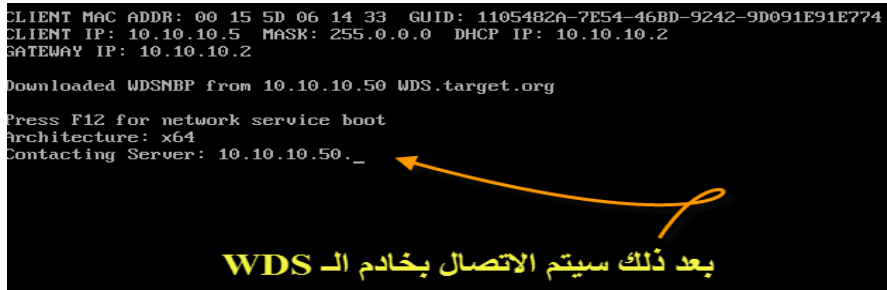 CLIENT MAC ADDR: 00 15 5D 06 14 33  GUID: 1105482A-7E54-46BD-9242-9D091E91E774
CLIENT IP: 10.10.10.5  MASK: 255.0.0.0  DHCP IP: 10.10.10.2
GATEWAY IP: 10.10.10.2
Downloaded WDSNBP from 10.10.10.50 WDS.target.org
Press F12 for network service boot
Architecture: x64
Contacting Server: 10.10.10.50._
بعد ذلك سيتم الاتصال بخادم الـ WDS